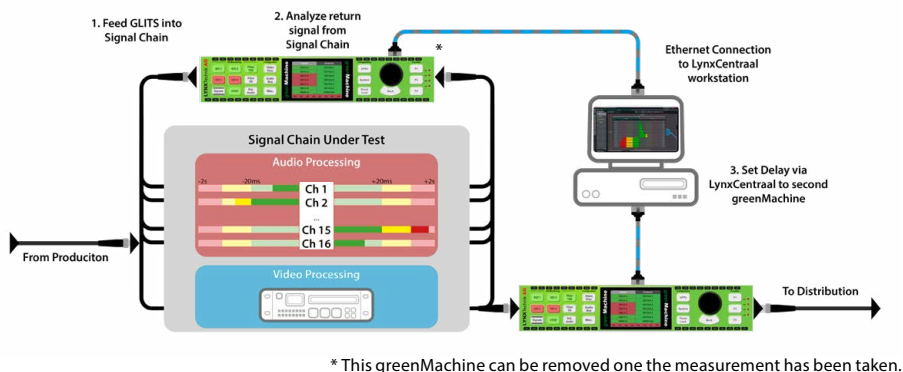 1. Feed GLITS into
Signal Chain
2. Analyze return
signal from
Signal Chain
*
Ethernet Connection
to LynxCentraal
workstation
greenMachine
Signal Chain Under Test
Audio Processing
-2s
-20ms
+20ms
+2s
Ch 1
Ch 2
...
Ch 15
Ch 16
Video Processing
From Produciton
3. Set Delay via
LynxCentraal to second
greenMachine
greenMachine
To Distribution
* This greenMachine can be removed one the measurement has been taken.